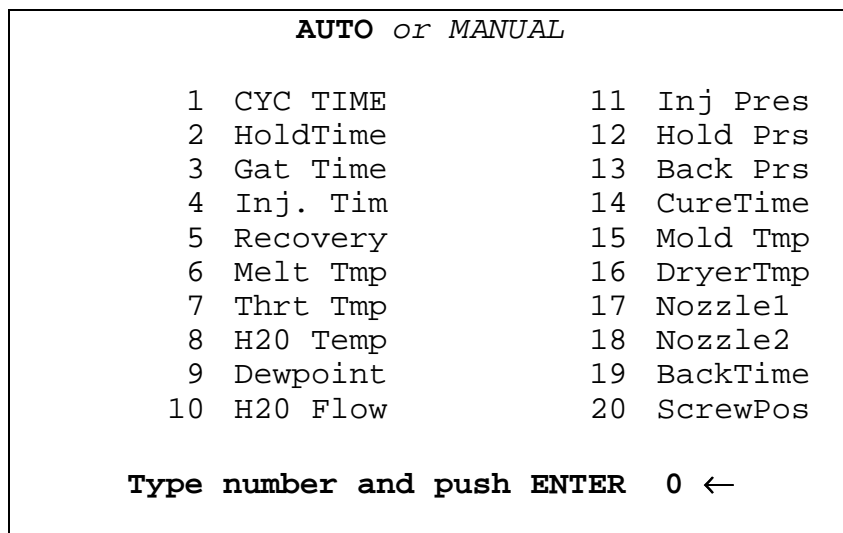 AUTO or MANUAL
1 CYC TIME 11 Inj Pres
2 HoldTime 12 Hold Prs
3 Gat Time 13 Back Prs
4 Inj. Tim 14 CureTime
5 Recovery 15 Mold Tmp
6 Melt Tmp 16 DryerTmp
7 Thrt Tmp 17 Nozzle1
8 H20 Temp 18 Nozzle2
9 Dewpoint 19 BackTime
10 H20 Flow 20 ScrewPos
Type number and push ENTER 0 ←